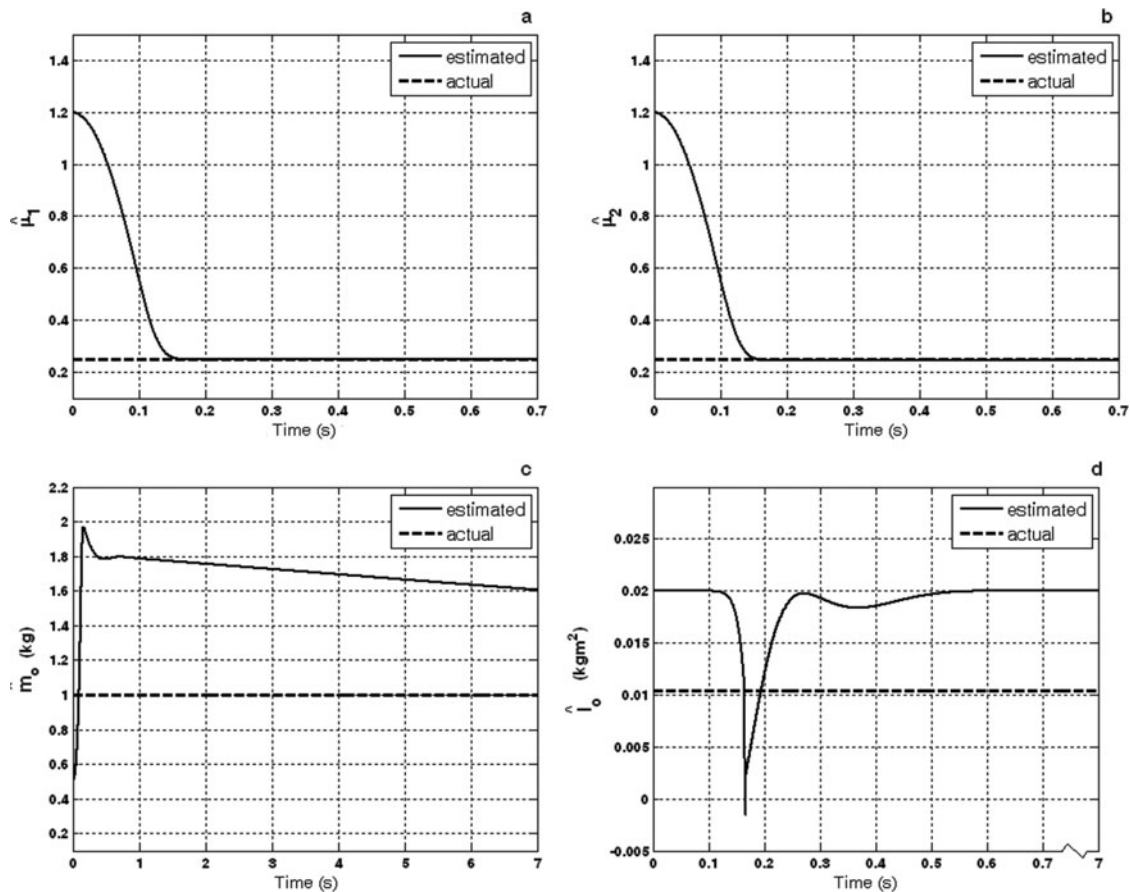 a
estimated
actual
1.4
1.2
1
0.8
0.6
0.4
0.2
μ̂1
0 0.1 0.2 0.3 0.4 0.5 0.6 0.7
Time (s)
b
estimated
actual
1.4
1.2
1
0.8
0.6
0.4
0.2
μ̂2
0 0.1 0.2 0.3 0.4 0.5 0.6 0.7
Time (s)
c
estimated
actual
2.2
2
1.8
1.6
1.4
1.2
1
0.8
0.6
0.4
0.2
m̂o (kg)
0 1 2 3 4 5 6 7
Time (s)
d
estimated
actual
0.025
0.02
0.015
0.01
0.005
0
-0.005
Îo (kgm²)
0 0.1 0.2 0.3 0.4 0.5 0.6 0.7 7
Time (s)